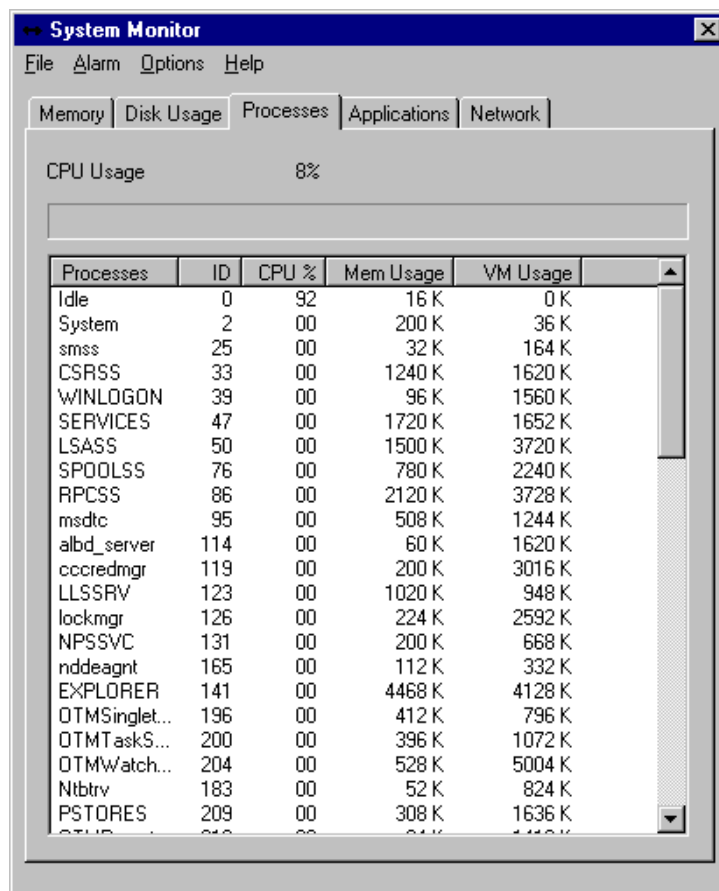 System Monitor
File Alarm Options Help
Memory Disk Usage Processes Applications Network
CPU Usage 8%
Processes ID CPU % Mem Usage VM Usage
Idle 0 92 16 K 0 K
System 2 00 200 K 36 K
smss 25 00 32 K 164 K
CSRSS 33 00 1240 K 1620 K
WINLOGON 39 00 96 K 1560 K
SERVICES 47 00 1720 K 1652 K
LSASS 50 00 1500 K 3720 K
SPOOLSS 76 00 780 K 2240 K
RPCSS 86 00 2120 K 3728 K
msdtc 95 00 508 K 1244 K
albd_server 114 00 60 K 1620 K
cccredmgr 119 00 200 K 3016 K
LLSSRV 123 00 1020 K 948 K
lockmgr 126 00 224 K 2592 K
NPSSVC 131 00 200 K 668 K
nddeagnt 165 00 112 K 332 K
EXPLORER 141 00 4468 K 4128 K
OTMSinglet... 196 00 412 K 796 K
OTMTaskS... 200 00 396 K 1072 K
OTMWatch... 204 00 528 K 5004 K
Ntbtrv 183 00 52 K 824 K
PSTORES 209 00 308 K 1636 K